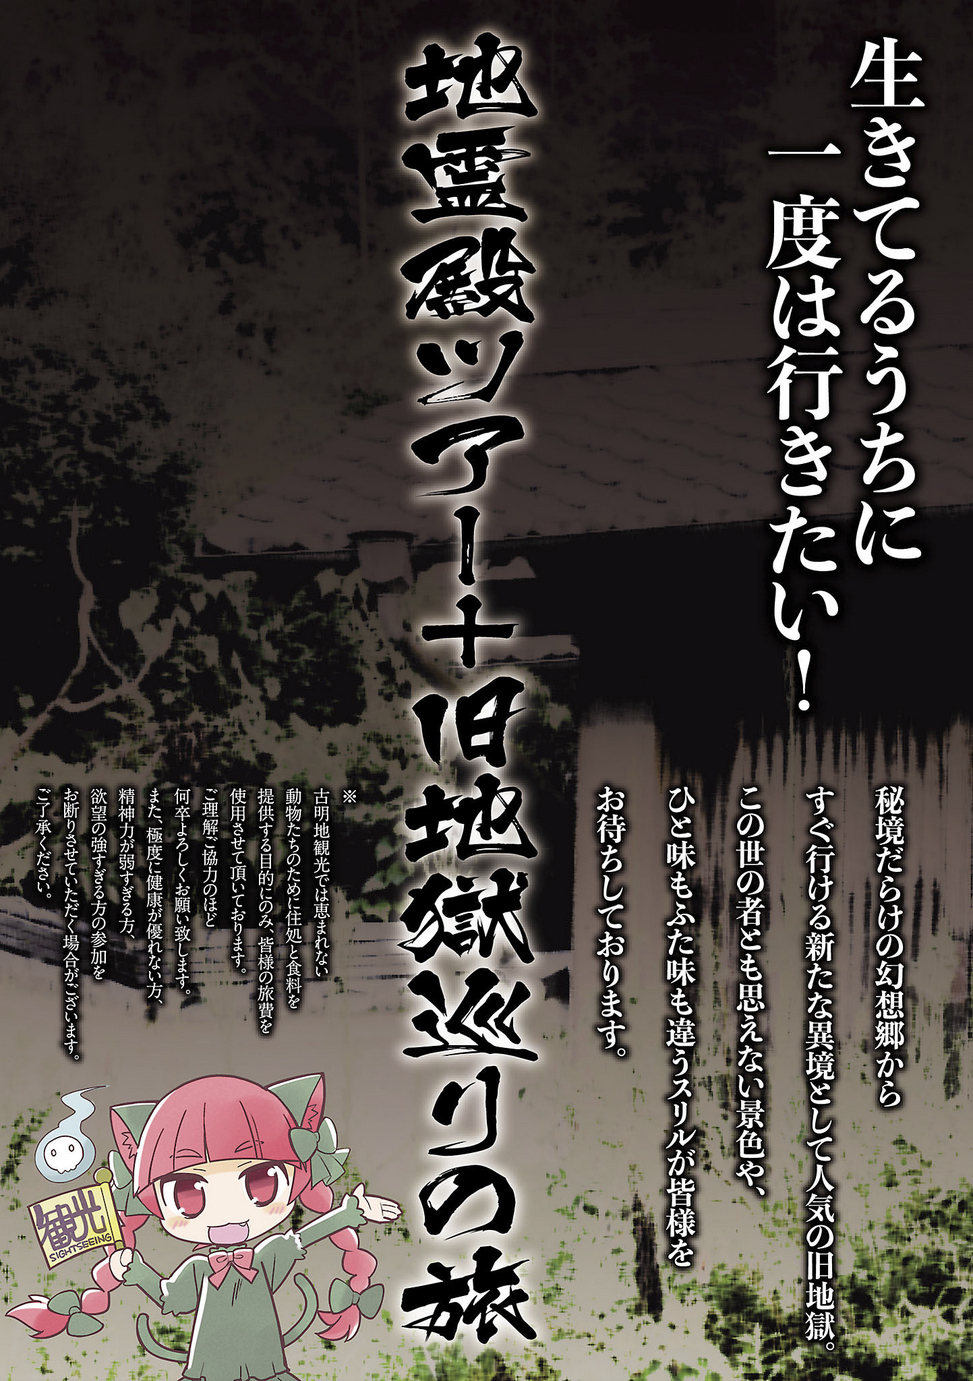 生きてるうちに
一度は行きたい!
地霊殿ツアー+旧地獄巡りの旅
秘境だらけの幻想郷から
すぐ行ける新たな異境として人気の旧地獄。
この世の者とも思えない景色や、
ひと味もふた味も違うスリルが皆様を
お待ちしております。
※
古明地観光では恵まれない
動物たちのために住処と食料を
提供する目的にのみ、皆様の旅費を
使用させて頂いております。
ご理解ご協力のほど
何卒よろしくお願い致します。
また、極度に健康が優れない方、
精神力が弱すぎる方、
欲望の強すぎる方の参加を
お断りさせていただく場合がございます。
ご了承ください。
観光
SIGHTSEEING